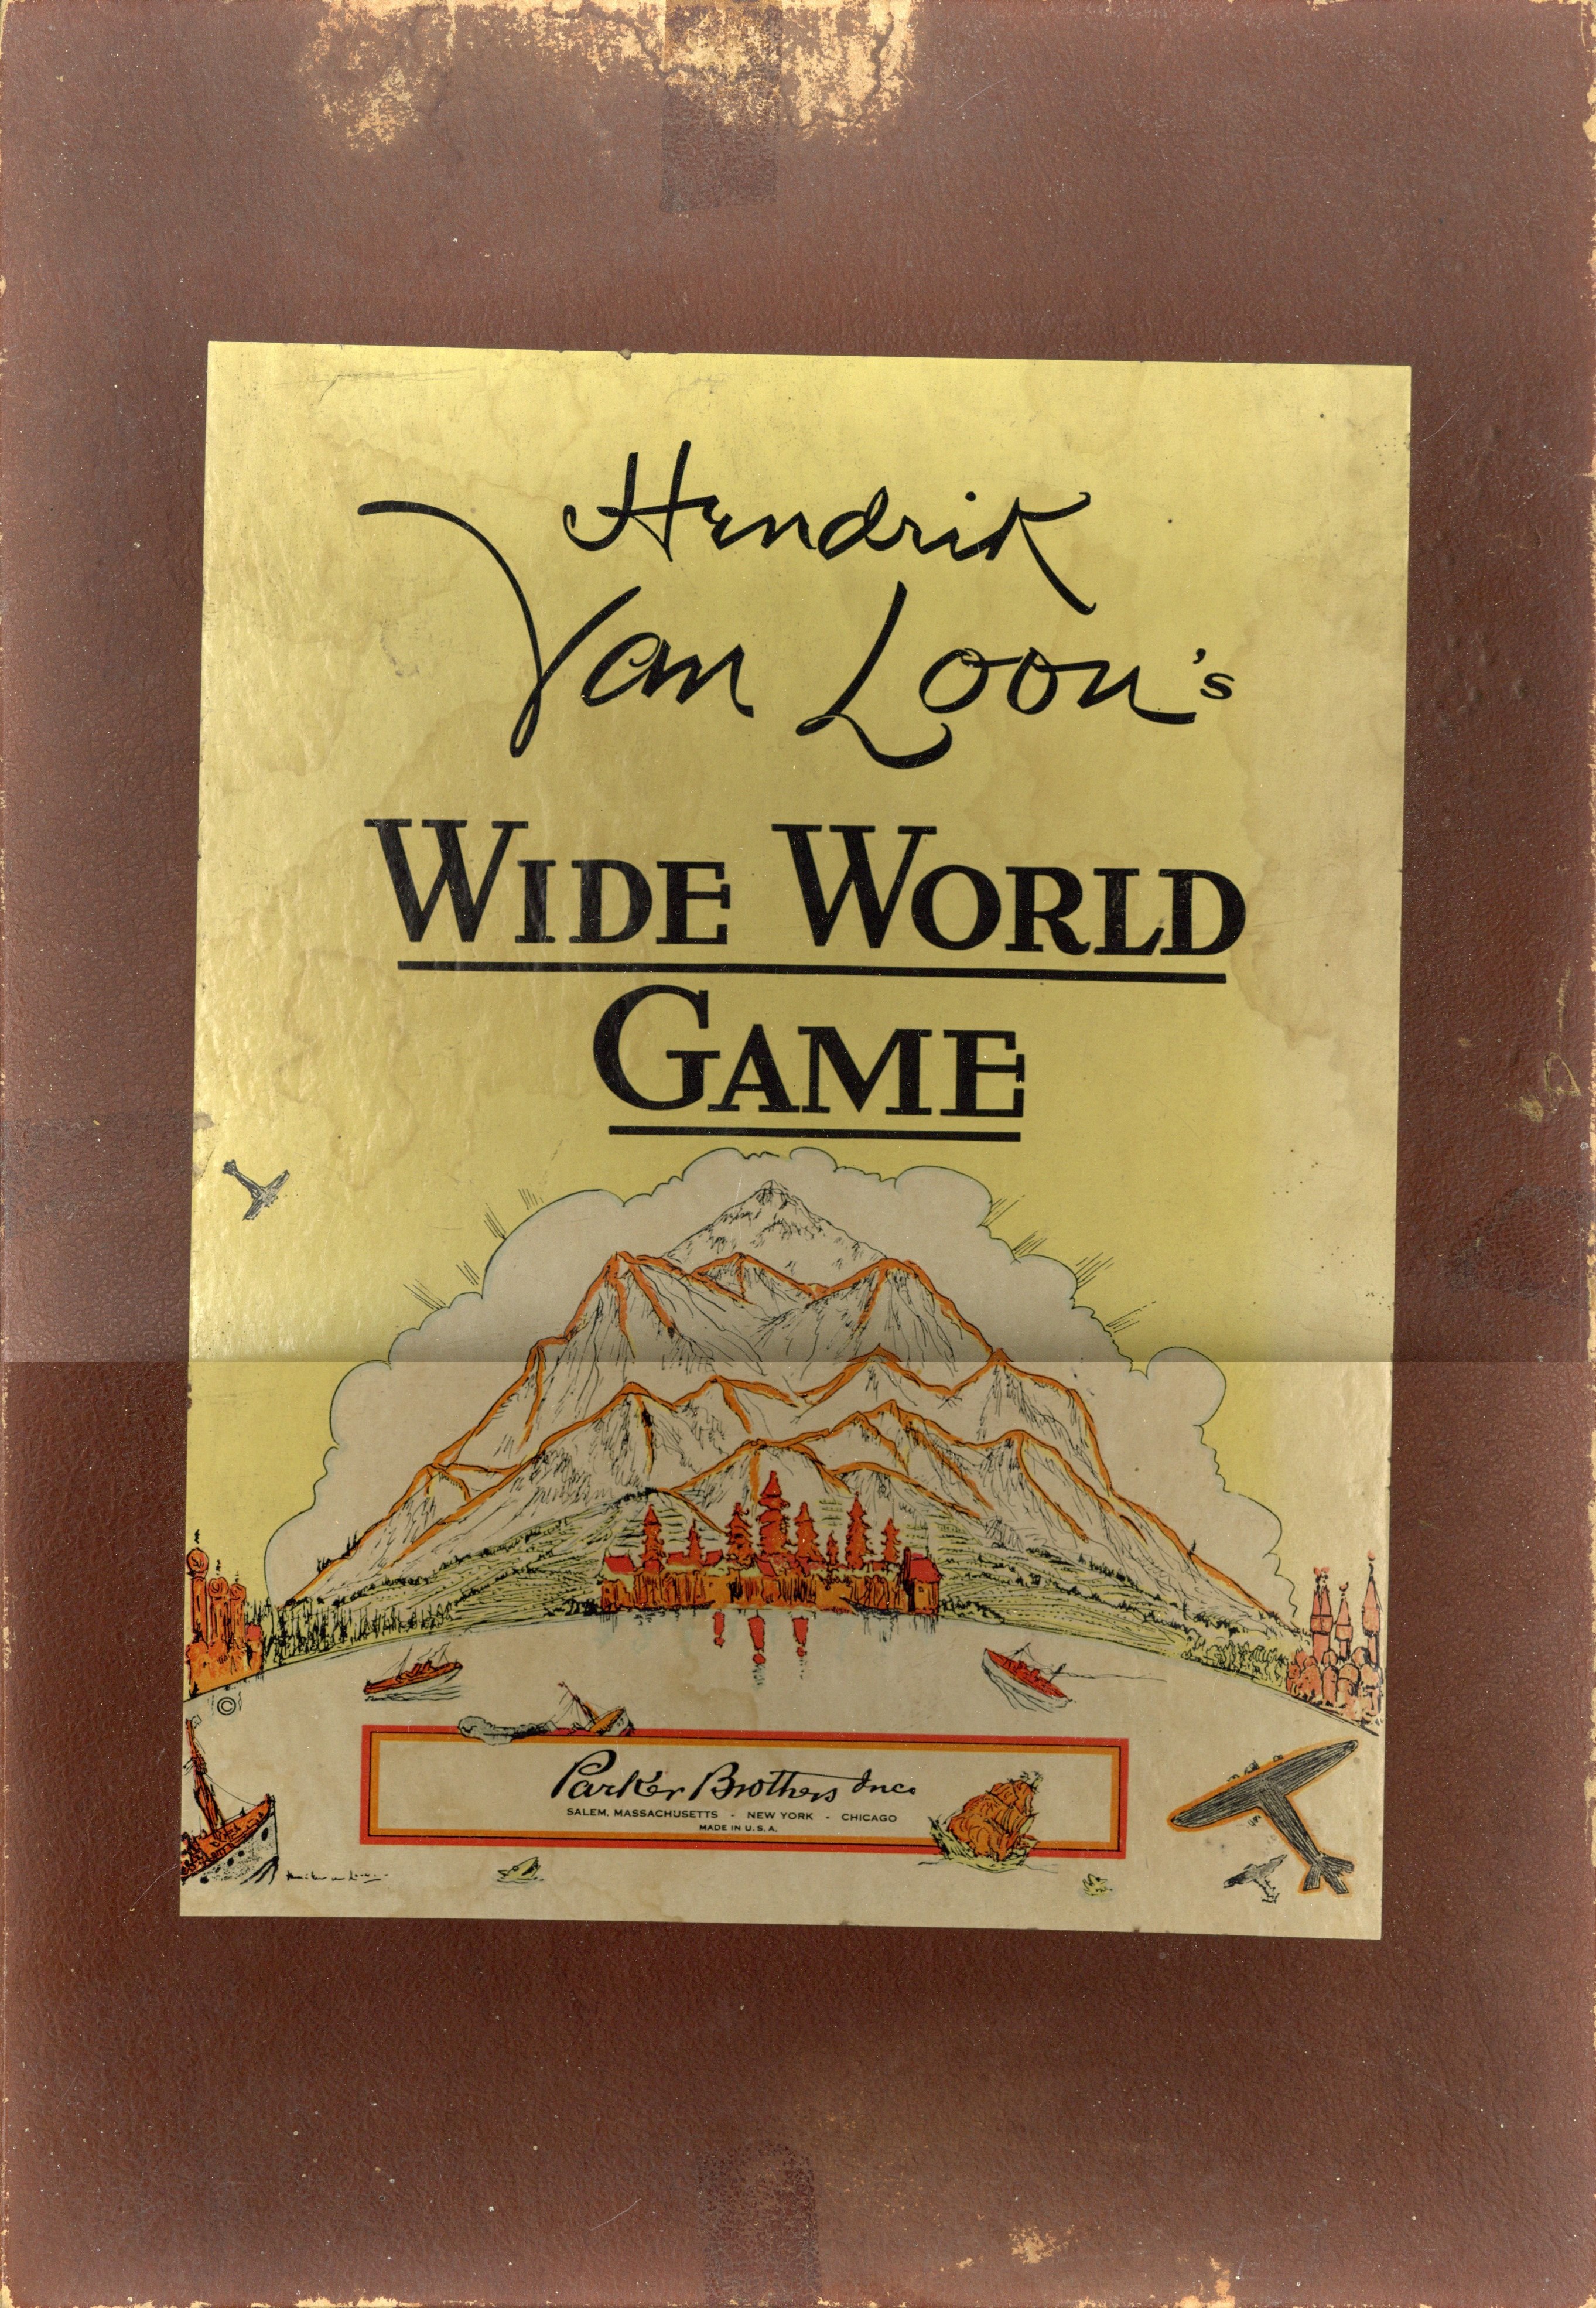 Hendrik
Van Loon's
WIDE WORLD
GAME
©
Parker Brothers Inc.
SALEM, MASSACHUSETTS - NEW YORK - CHICAGO
MADE IN U.S.A.